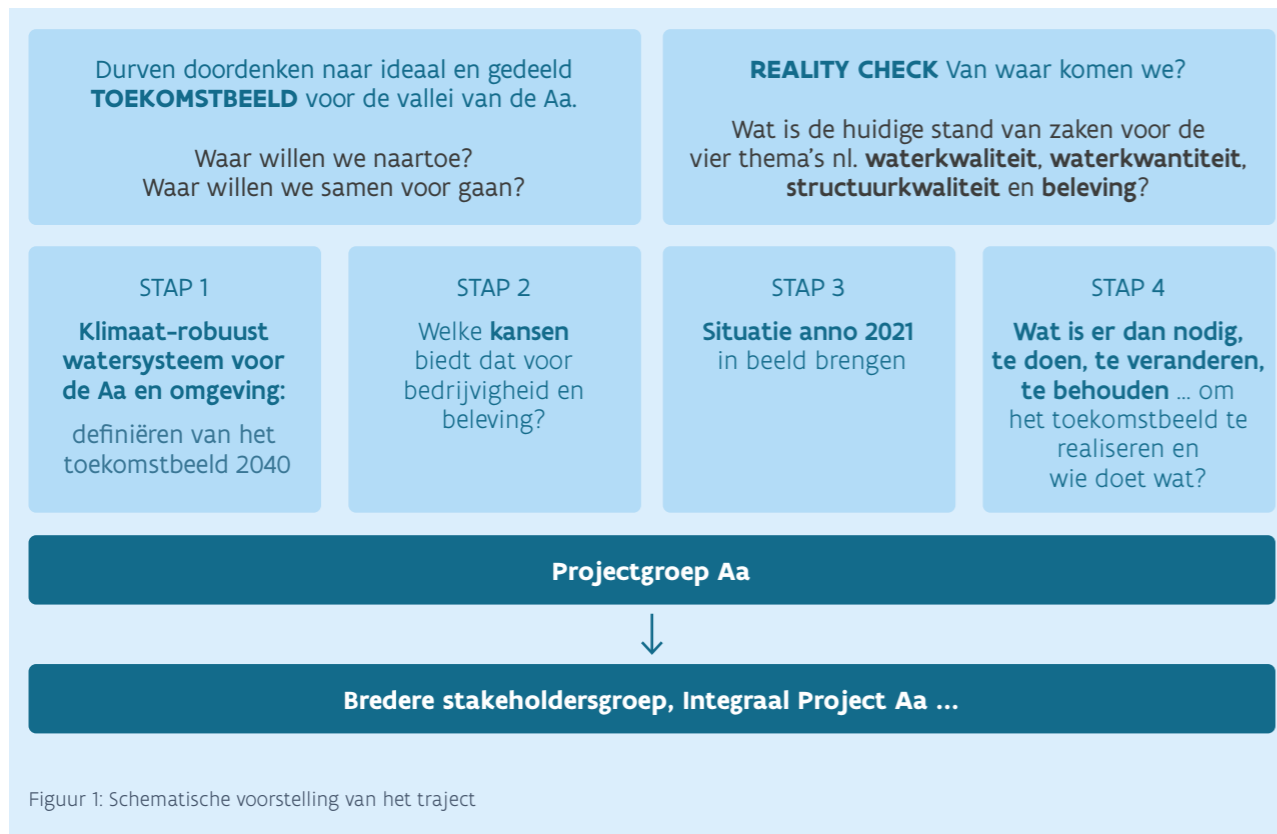 Durven doordenken naar ideaal en gedeeld
TOEKOMSTBEELD voor de vallei van de Aa.
Waar willen we naartoe?
Waar willen we samen voor gaan?
REALITY CHECK Van waar komen we?
Wat is de huidige stand van zaken voor de
vier thema's nl. waterkwaliteit, waterkwantiteit,
structuurkwaliteit en beleving?
STAP 1
Klimaat-robuust
watersysteem voor
de Aa en omgeving:
definiëren van het
toekomstbeeld 2040
STAP 2
Welke kansen
biedt dat voor
bedrijvigheid en
beleving?
STAP 3
Situatie anno 2021
in beeld brengen
STAP 4
Wat is er dan nodig,
te doen, te veranderen,
te behouden ... om
het toekomstbeeld te
realiseren en
wie doet wat?
Projectgroep Aa
Bredere stakeholdersgroep, Integraal Project Aa ...
Figuur 1: Schematische voorstelling van het traject